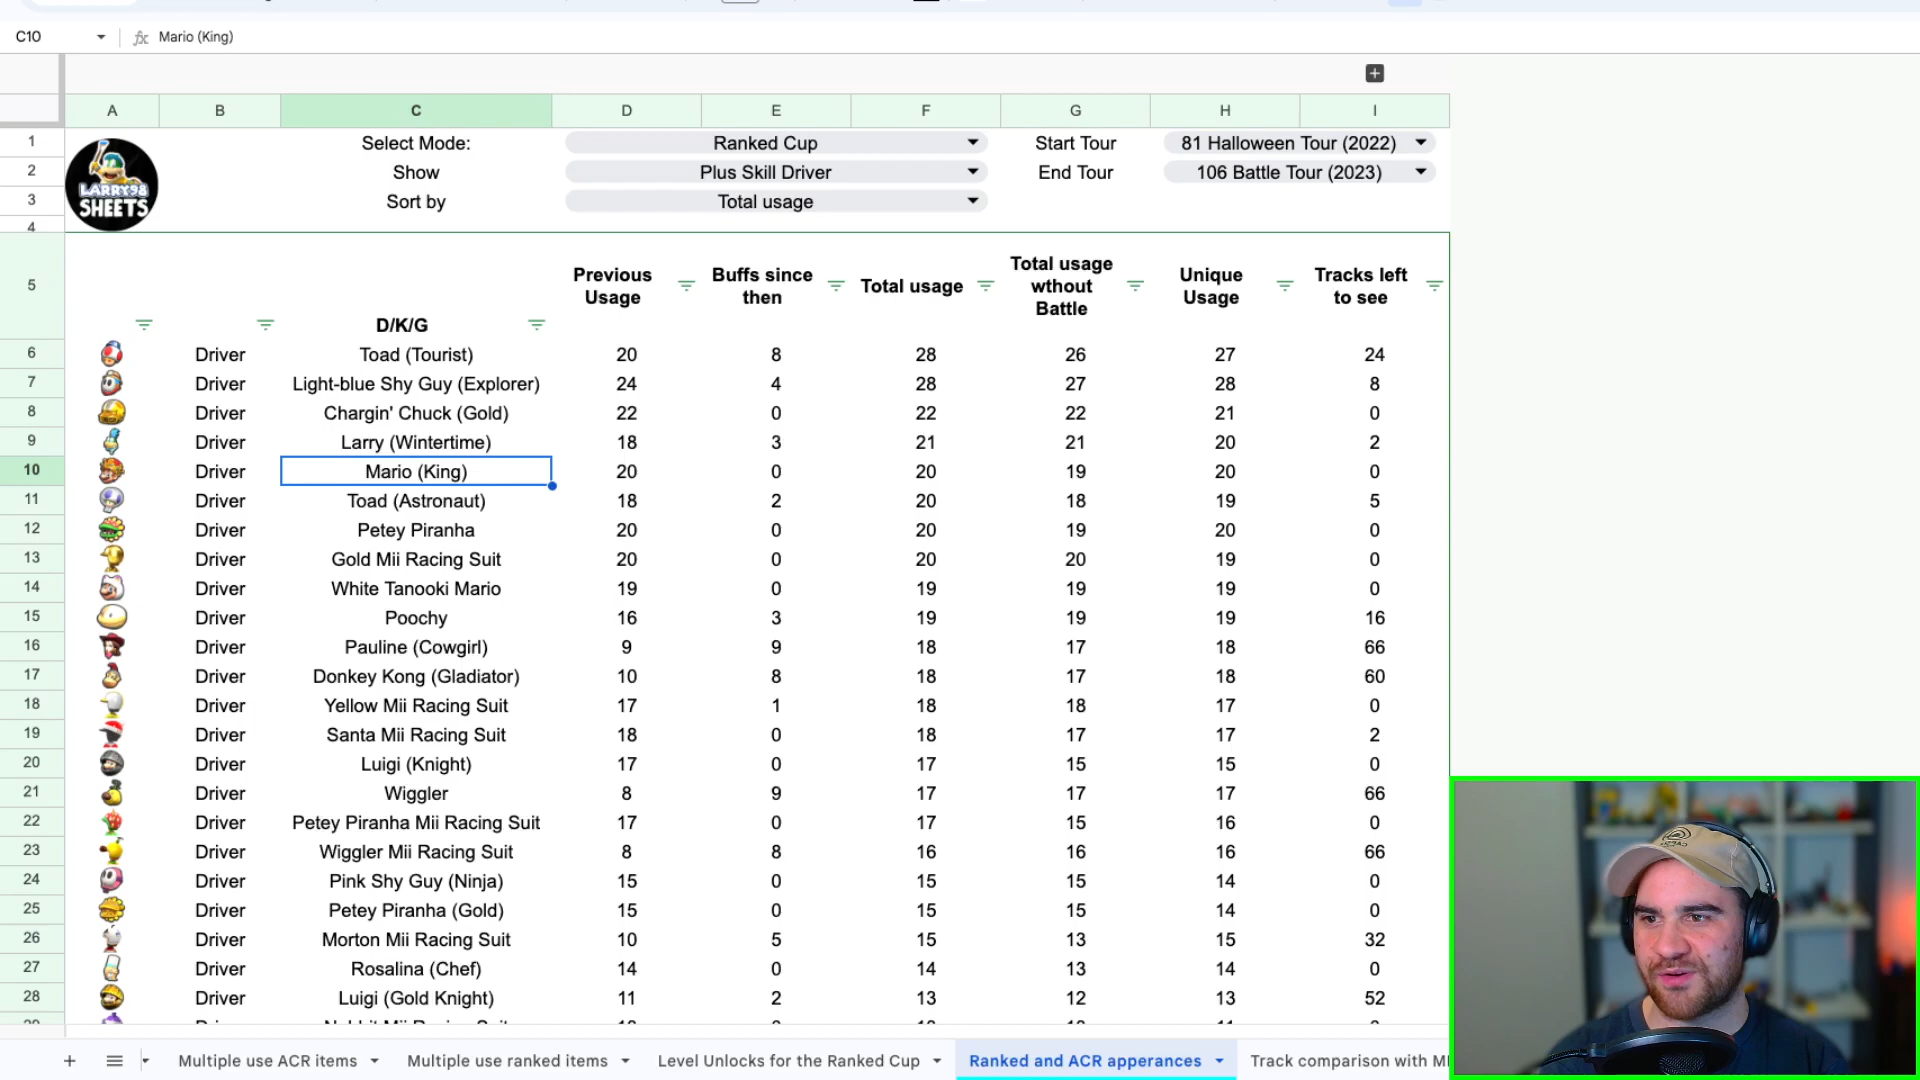 C10 fx Mario (King)
A B C D E F G H I
1 Select Mode: Ranked Cup Start Tour 81 Halloween Tour (2022)
2 Show Plus Skill Driver End Tour 106 Battle Tour (2023)
3 Sort by Total usage
4
LARRY98
SHEETS
5 D/K/G Previous Usage Buffs since then Total usage Total usage wthout Battle Unique Usage Tracks left to see
6 Driver Toad (Tourist) 20 8 28 26 27 24
7 Driver Light-blue Shy Guy (Explorer) 24 4 28 27 28 8
8 Driver Chargin' Chuck (Gold) 22 0 22 22 21 0
9 Driver Larry (Wintertime) 18 3 21 21 20 2
10 Driver Mario (King) 20 0 20 19 20 0
11 Driver Toad (Astronaut) 18 2 20 18 19 5
12 Driver Petey Piranha 20 0 20 19 20 0
13 Driver Gold Mii Racing Suit 20 0 20 20 19 0
14 Driver White Tanooki Mario 19 0 19 19 19 0
15 Driver Poochy 16 3 19 19 19 16
16 Driver Pauline (Cowgirl) 9 9 18 17 18 66
17 Driver Donkey Kong (Gladiator) 10 8 18 17 18 60
18 Driver Yellow Mii Racing Suit 17 1 18 18 17 0
19 Driver Santa Mii Racing Suit 18 0 18 17 17 2
20 Driver Luigi (Knight) 17 0 17 15 15 0
21 Driver Wiggler 8 9 17 17 17 66
22 Driver Petey Piranha Mii Racing Suit 17 0 17 15 16 0
23 Driver Wiggler Mii Racing Suit 8 8 16 16 16 66
24 Driver Pink Shy Guy (Ninja) 15 0 15 15 14 0
25 Driver Petey Piranha (Gold) 15 0 15 15 14 0
26 Driver Morton Mii Racing Suit 10 5 15 13 15 32
27 Driver Rosalina (Chef) 14 0 14 13 14 0
28 Driver Luigi (Gold Knight) 11 2 13 12 13 52
Multiple use ACR items Multiple use ranked items Level Unlocks for the Ranked Cup Ranked and ACR apperances Track comparison with